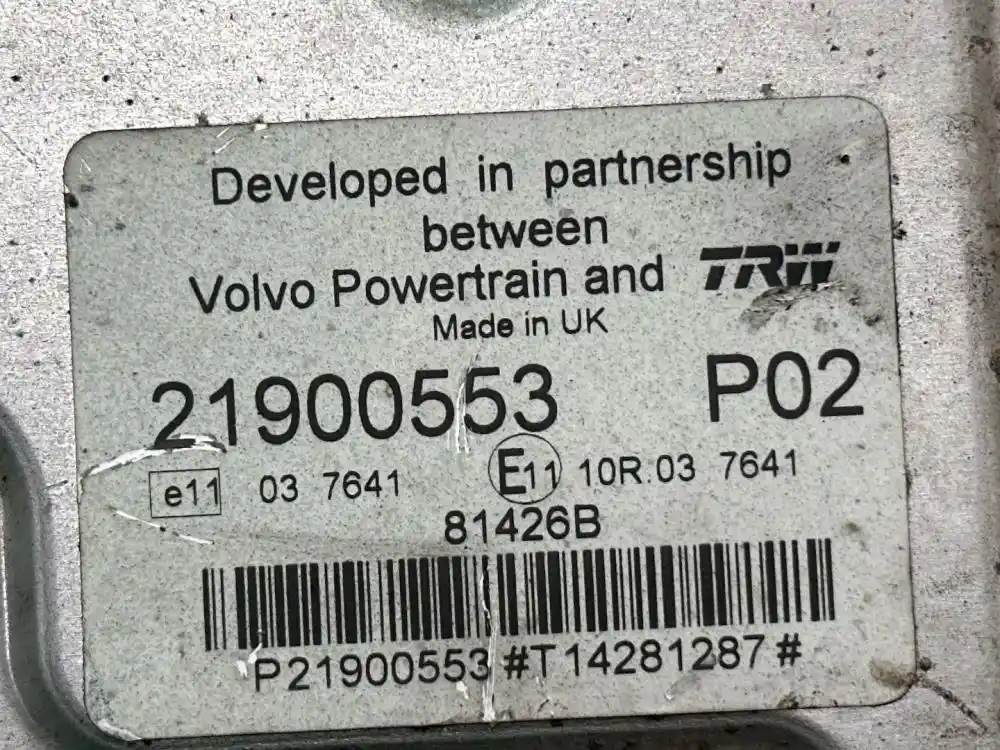 Developed in partnership
between
Volvo Powertrain and TRW
Made in UK
21900553 P02
e11 03 7641 E11 10R.03 7641
81426B
P21900553#T14281287#